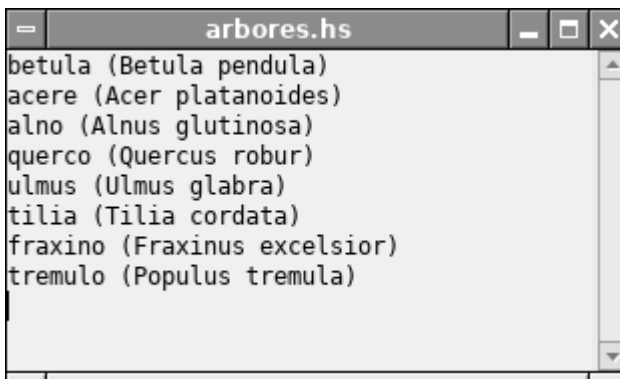 arbores.hs
betula (Betula pendula)
acere (Acer platanoides)
alno (Alnus glutinosa)
querco (Quercus robur)
ulmus (Ulmus glabra)
tilia (Tilia cordata)
fraxino (Fraxinus excelsior)
tremulo (Populus tremula)